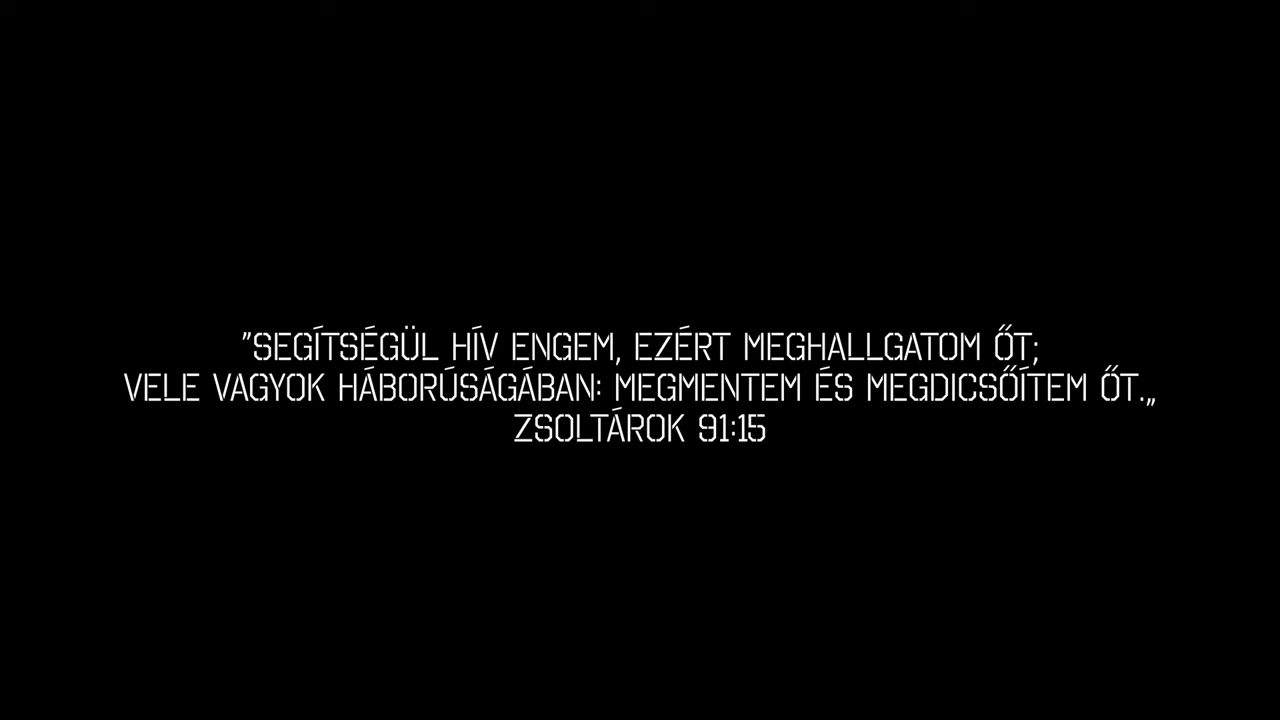 "SEGÍTSÉGÜL HÍV ENGEM, EZÉRT MEGHALLGATOM ŐT;
VELE VAGYOK HÁBORÚSÁGÁBAN: MEGMENTEM ÉS MEGDICSŐÍTEM ŐT.„
ZSOLTÁROK 91:15